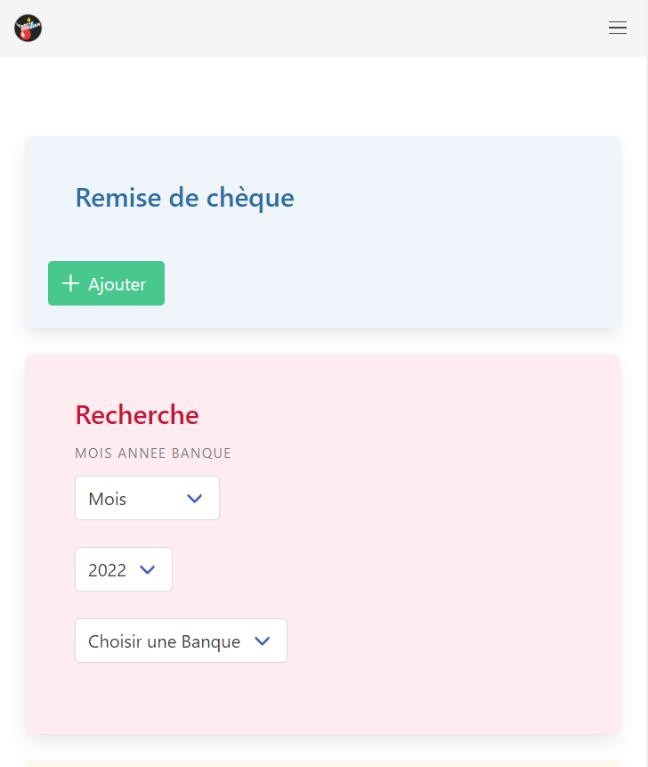 Remise de chèque
Ajouter
Recherche
MOIS ANNEE BANQUE
Mois
2022
Choisir une Banque